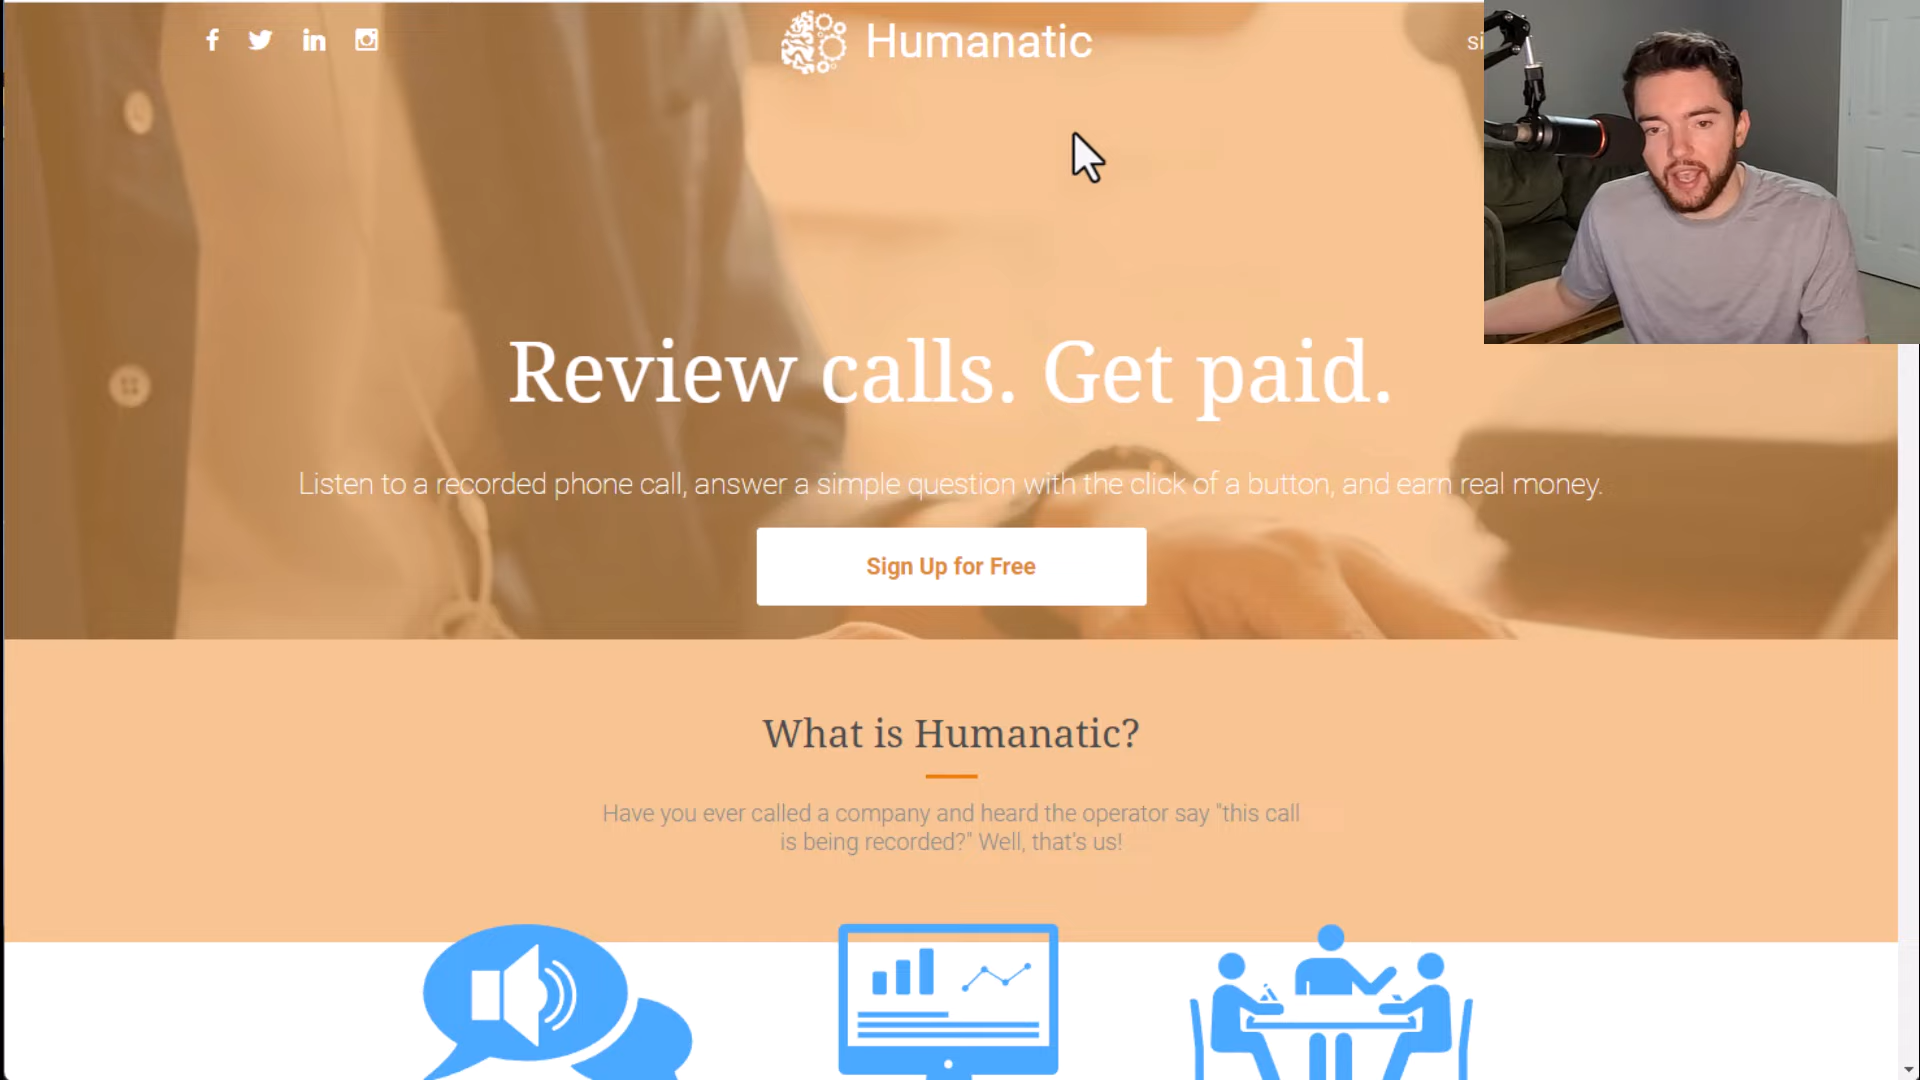 Humanatic
si
Review calls. Get paid.
Listen to a recorded phone call, answer a simple question with the click of a button, and earn real money.
Sign Up for Free
What is Humanatic?
Have you ever called a company and heard the operator say "this call
is being recorded?" Well, that's us!